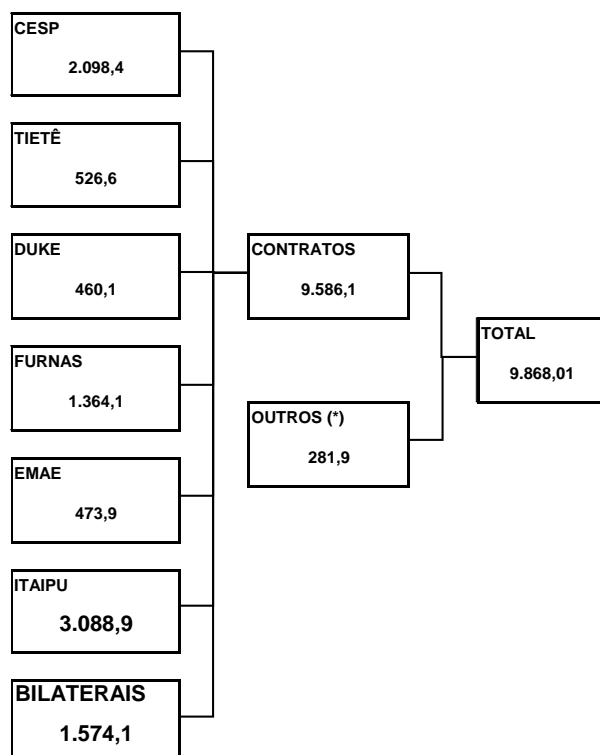 CESP
2.098,4
TIETÊ
526,6
DUKE
460,1
FURNAS
1.364,1
EMAE
473,9
ITAIPU
3.088,9
BILATERAIS
1.574,1
CONTRATOS
9.586,1
OUTROS (*)
281,9
TOTAL
9.868,01